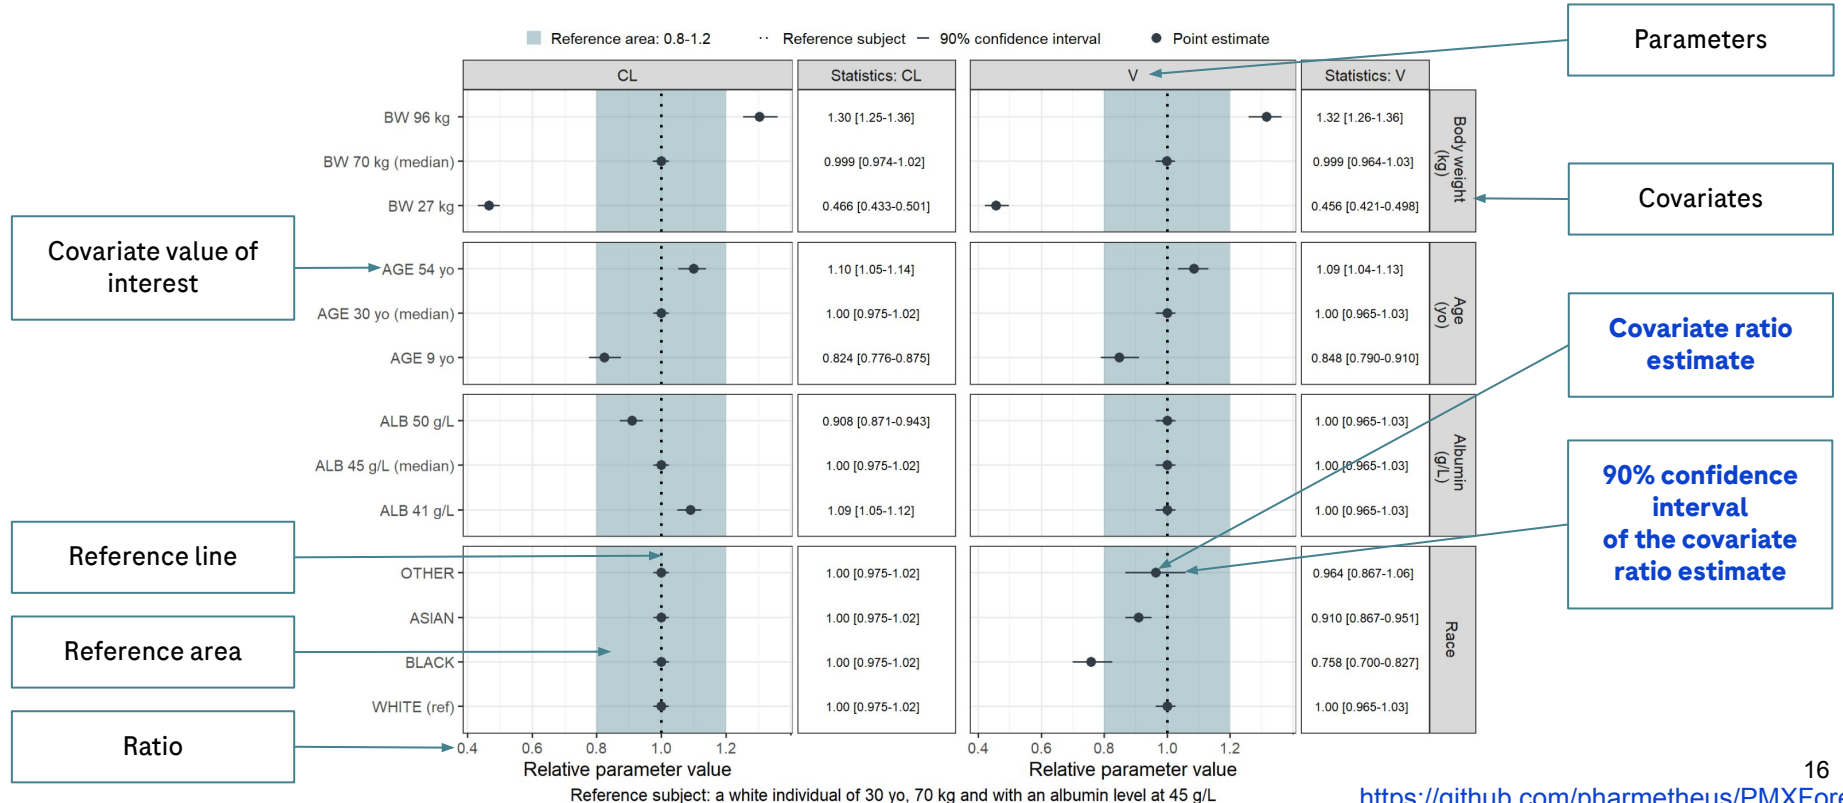 Reference area: 0.8-1.2
Reference subject
90% confidence interval
Point estimate
CL
Statistics: CL
V
Statistics: V
BW 96 kg
1.30 [1.25-1.36]
1.32 [1.26-1.36]
BW 70 kg (median)
0.999 [0.974-1.02]
0.999 [0.964-1.03]
BW 27 kg
0.466 [0.433-0.501]
0.456 [0.421-0.498]
Body weight
(kg)
AGE 54 yo
1.10 [1.05-1.14]
1.09 [1.04-1.13]
AGE 30 yo (median)
1.00 [0.975-1.02]
1.00 [0.965-1.03]
AGE 9 yo
0.824 [0.776-0.875]
0.848 [0.790-0.910]
Age
(yo)
ALB 50 g/L
0.908 [0.871-0.943]
1.00 [0.965-1.03]
ALB 45 g/L (median)
1.00 [0.975-1.02]
1.00 [0.965-1.03]
ALB 41 g/L
1.09 [1.05-1.12]
1.00 [0.965-1.03]
Albumin
(g/L)
OTHER
1.00 [0.975-1.02]
0.964 [0.867-1.06]
ASIAN
1.00 [0.975-1.02]
0.910 [0.867-0.951]
BLACK
1.00 [0.975-1.02]
0.758 [0.700-0.827]
WHITE (ref)
1.00 [0.975-1.02]
1.00 [0.965-1.03]
Race
0.4 0.6 0.8 1.0 1.2
0.4 0.6 0.8 1.0 1.2
Relative parameter value
Relative parameter value
Reference subject: a white individual of 30 yo, 70 kg and with an albumin level at 45 g/L
Covariate value of
interest
Reference line
Reference area
Ratio
Parameters
Covariates
Covariate ratio
estimate
90% confidence
interval
of the covariate
ratio estimate
16
https://github.com/pharmetheus/PMXFor